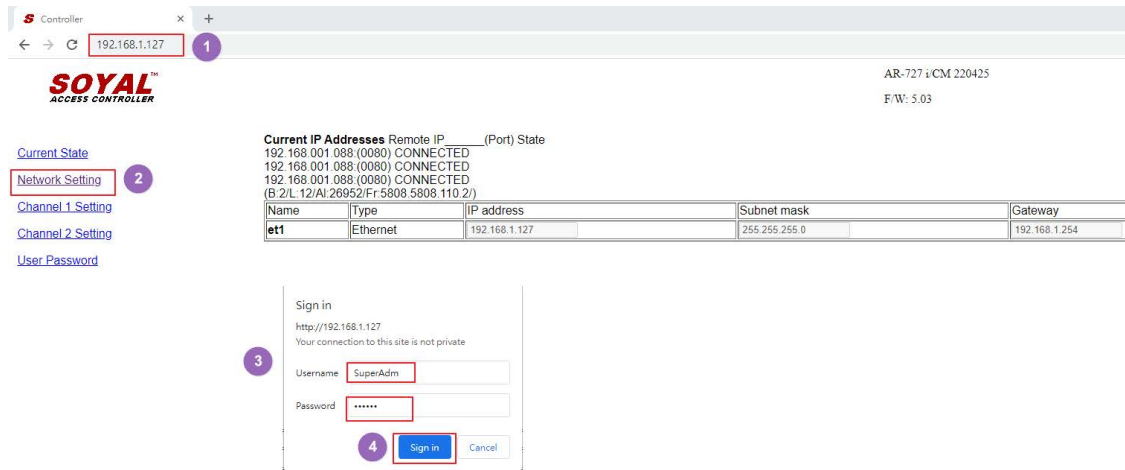 S Controller × +
192.168.1.127 1
SOYAL™
ACCESS CONTROLLER
AR-727 i/CM 220425
F/W: 5.03
Current State
Network Setting 2
Channel 1 Setting
Channel 2 Setting
User Password
Current IP Addresses Remote IP______(Port) State
192.168.001.088:(0080) CONNECTED
192.168.001.088:(0080) CONNECTED
192.168.001.088:(0080) CONNECTED
(B:2/L:12/Al:26952/Fr:5808.5808.110.2/)
Name Type IP address Subnet mask Gateway
et1 Ethernet 192.168.1.127 255.255.255.0 192.168.1.254
Sign in
http://192.168.1.127
Your connection to this site is not private
3
Username SuperAdm
Password ••••••
4 Sign in Cancel